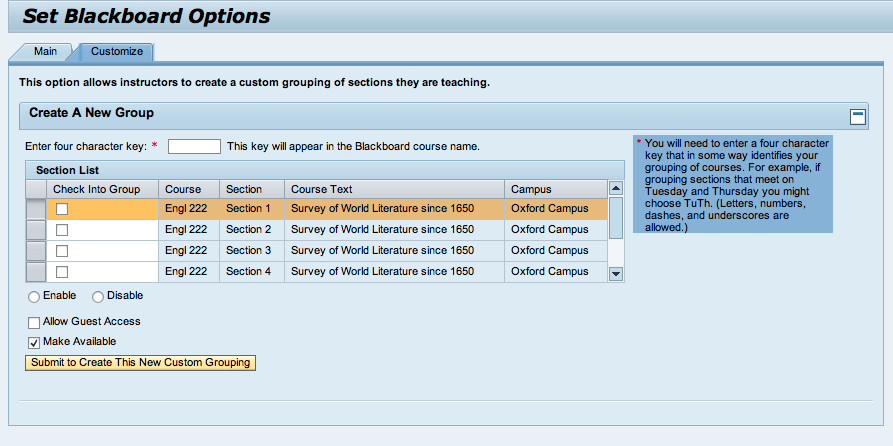 Set Blackboard Options
Main Customize
This option allows instructors to create a custom grouping of sections they are teaching.
Create A New Group
Enter four character key: * This key will appear in the Blackboard course name.
* You will need to enter a four character
key that in some way identifies your
grouping of courses. For example, if
grouping sections that meet on
Tuesday and Thursday you might
choose TuTh. (Letters, numbers,
dashes, and underscores are
allowed.)
Section List
Check Into Group Course Section Course Text Campus
Engl 222 Section 1 Survey of World Literature since 1650 Oxford Campus
Engl 222 Section 2 Survey of World Literature since 1650 Oxford Campus
Engl 222 Section 3 Survey of World Literature since 1650 Oxford Campus
Engl 222 Section 4 Survey of World Literature since 1650 Oxford Campus
Enable Disable
Allow Guest Access
Make Available
Submit to Create This New Custom Grouping